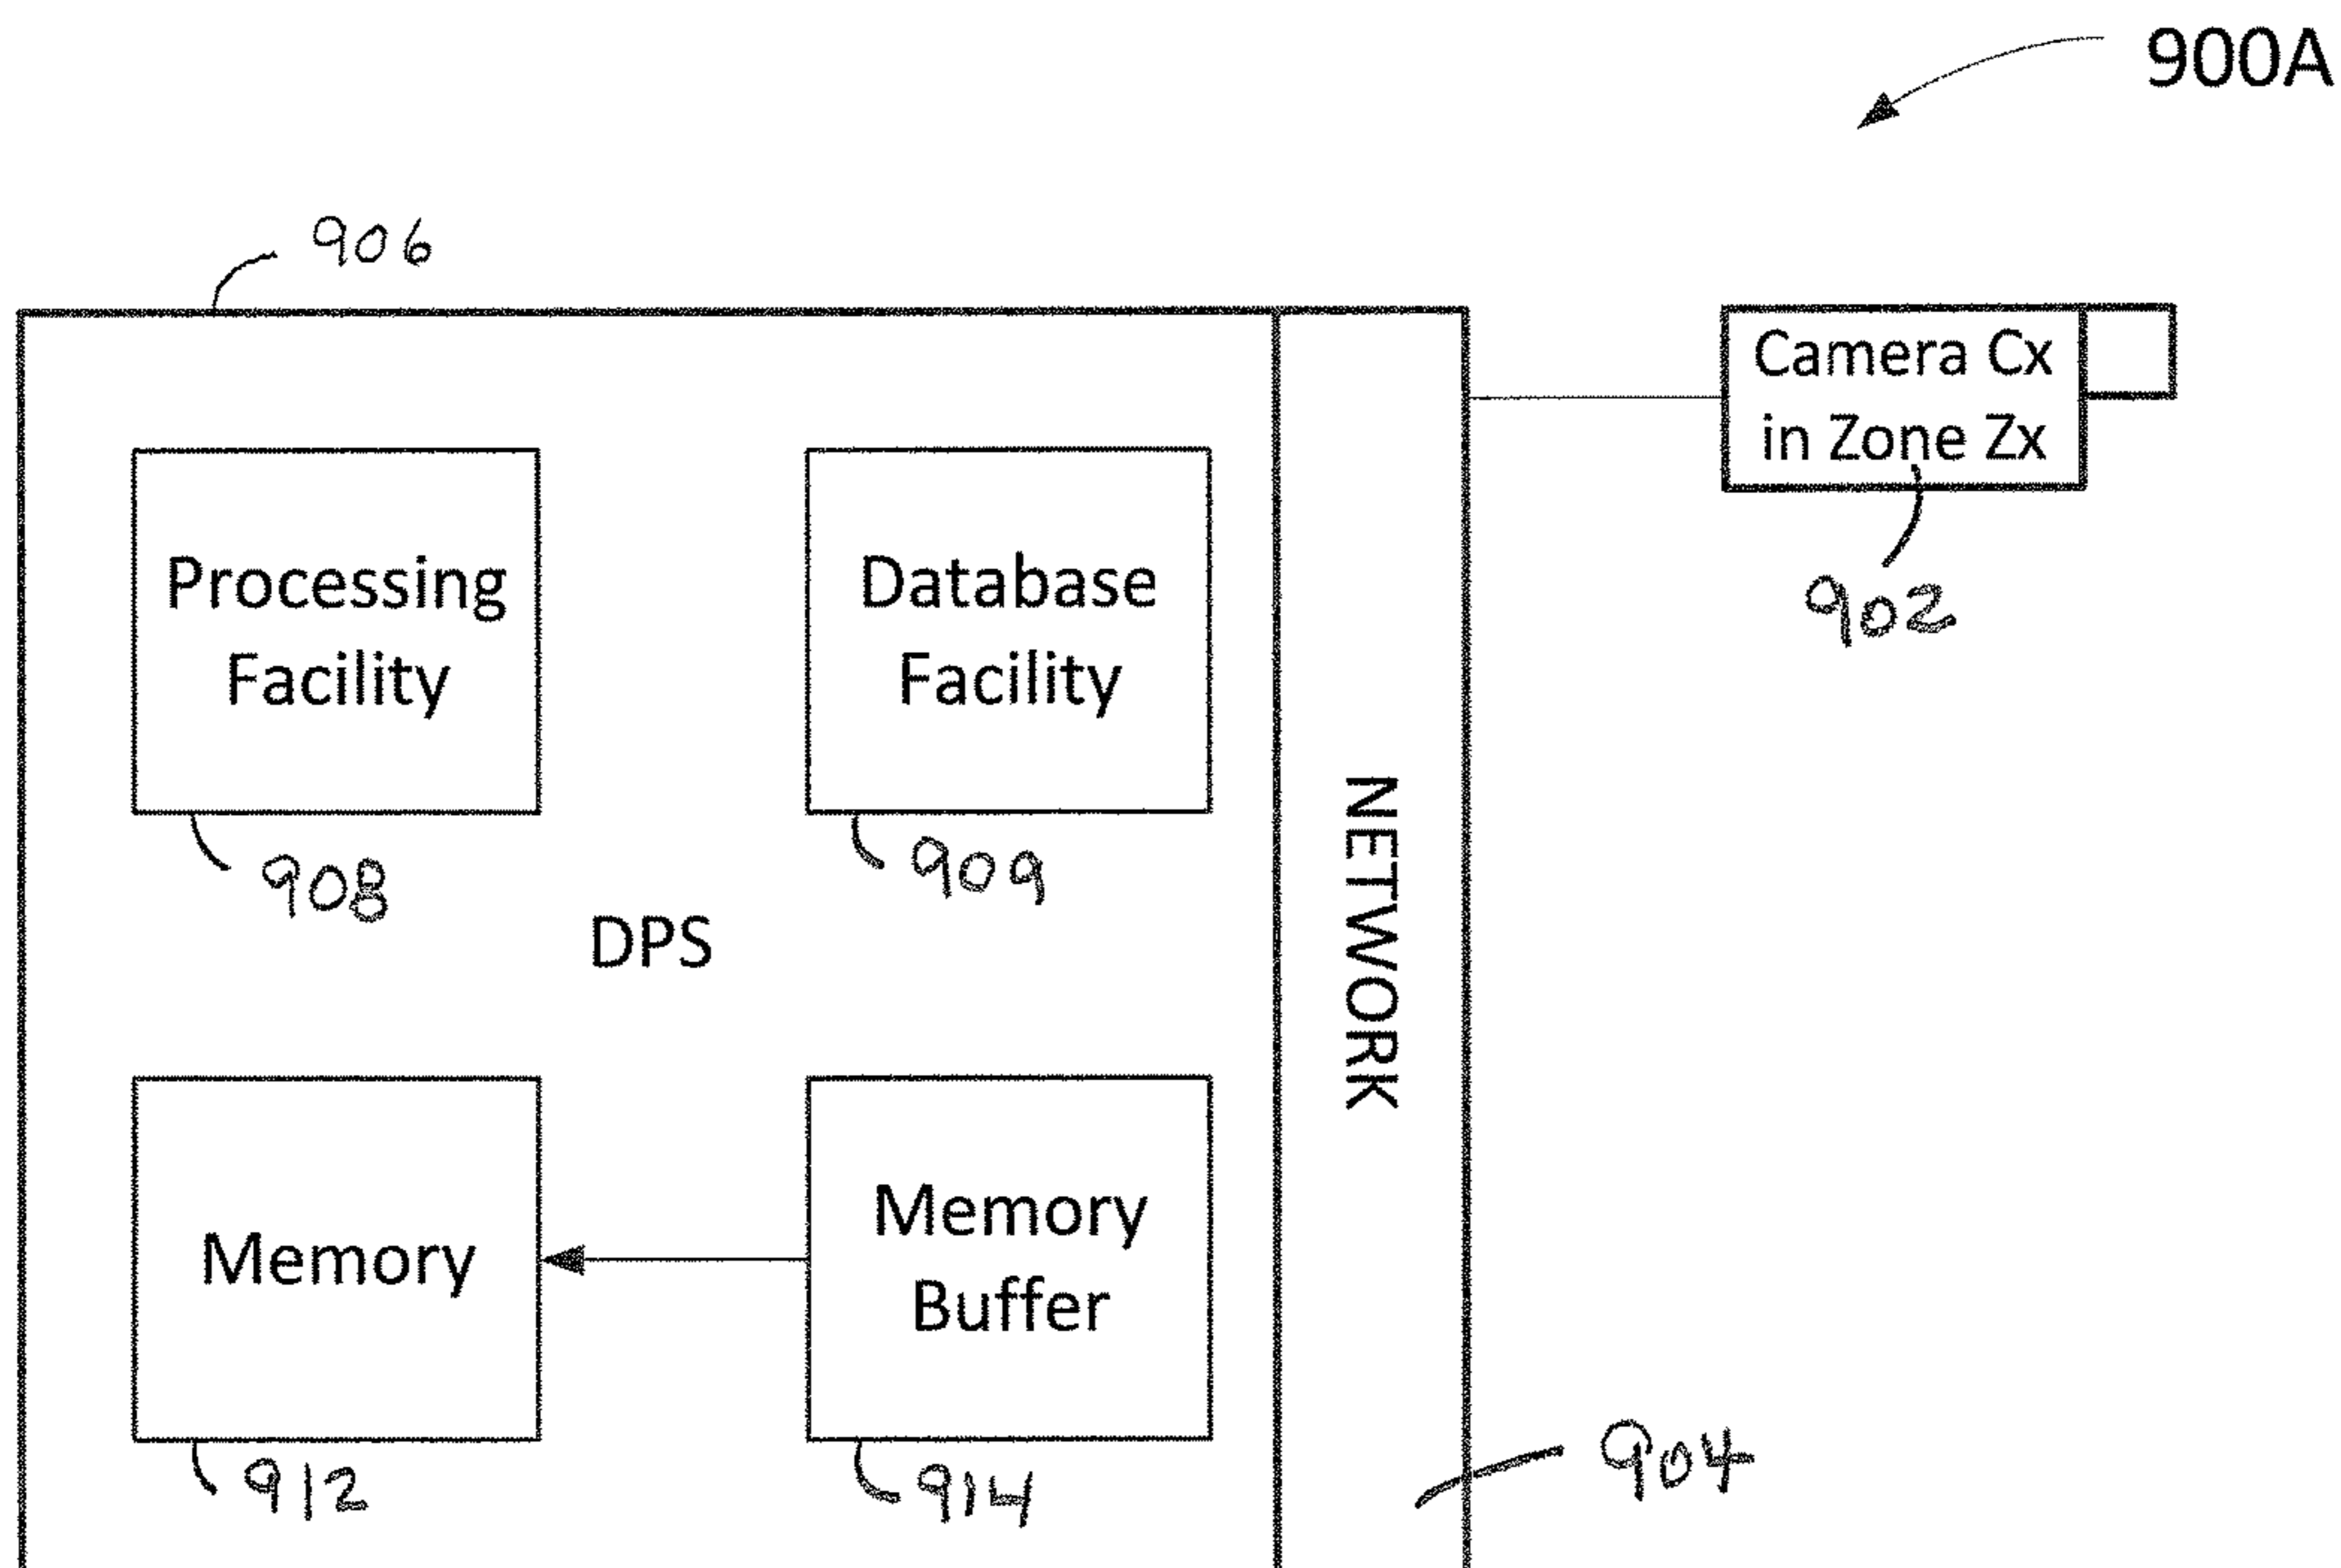 900A
906
Camera Cx
in Zone Zx
902
Processing
Facility
908
Database
Facility
909
DPS
NETWORK
Memory
912
Memory
Buffer
914
904